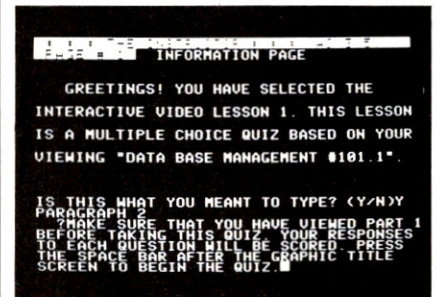 INFORMATION PAGE
GREETINGS! YOU HAVE SELECTED THE
INTERACTIVE VIDEO LESSON 1. THIS LESSON
IS A MULTIPLE CHOICE QUIZ BASED ON YOUR
VIEWING "DATA BASE MANAGEMENT #101.1".
IS THIS WHAT YOU MEANT TO TYPE? (Y/N)Y
PARAGRAPH 2
?MAKE SURE THAT YOU HAVE VIEWED PART 1
BEFORE TAKING THIS QUIZ. YOUR RESPONSES
TO EACH QUESTION WILL BE SCORED. PRESS
THE SPACE BAR AFTER THE GRAPHIC TITLE
SCREEN TO BEGIN THE QUIZ.